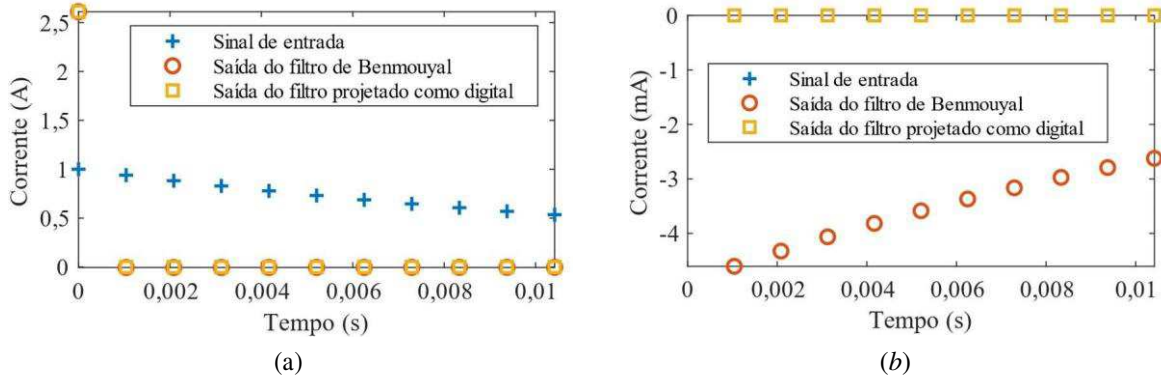 2,5
2
1,5
1
0,5
0
Corrente (A)
Sinal de entrada
Saída do filtro de Benmouyal
Saída do filtro projetado como digital
0 0,002 0,004 0,006 0,008 0,01
Tempo (s)
(a)
0
-1
-2
-3
-4
Corrente (mA)
Sinal de entrada
Saída do filtro de Benmouyal
Saída do filtro projetado como digital
0 0,002 0,004 0,006 0,008 0,01
Tempo (s)
(b)